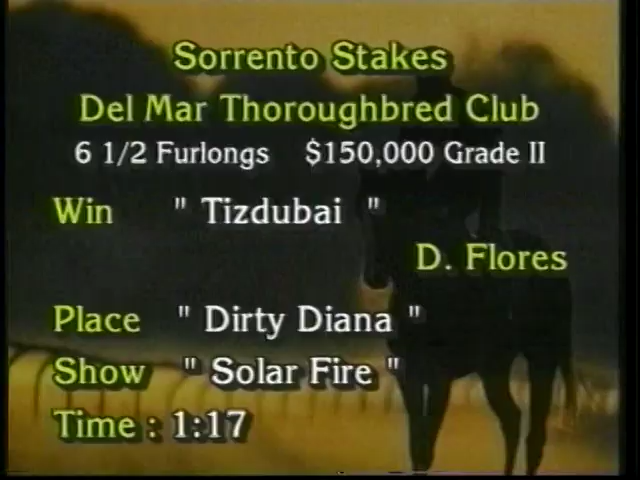 Sorrento Stakes
Del Mar Thoroughbred Club
6 1/2 Furlongs $150,000 Grade II
Win " Tizdubai "
D. Flores
Place " Dirty Diana "
Show " Solar Fire "
Time : 1:17